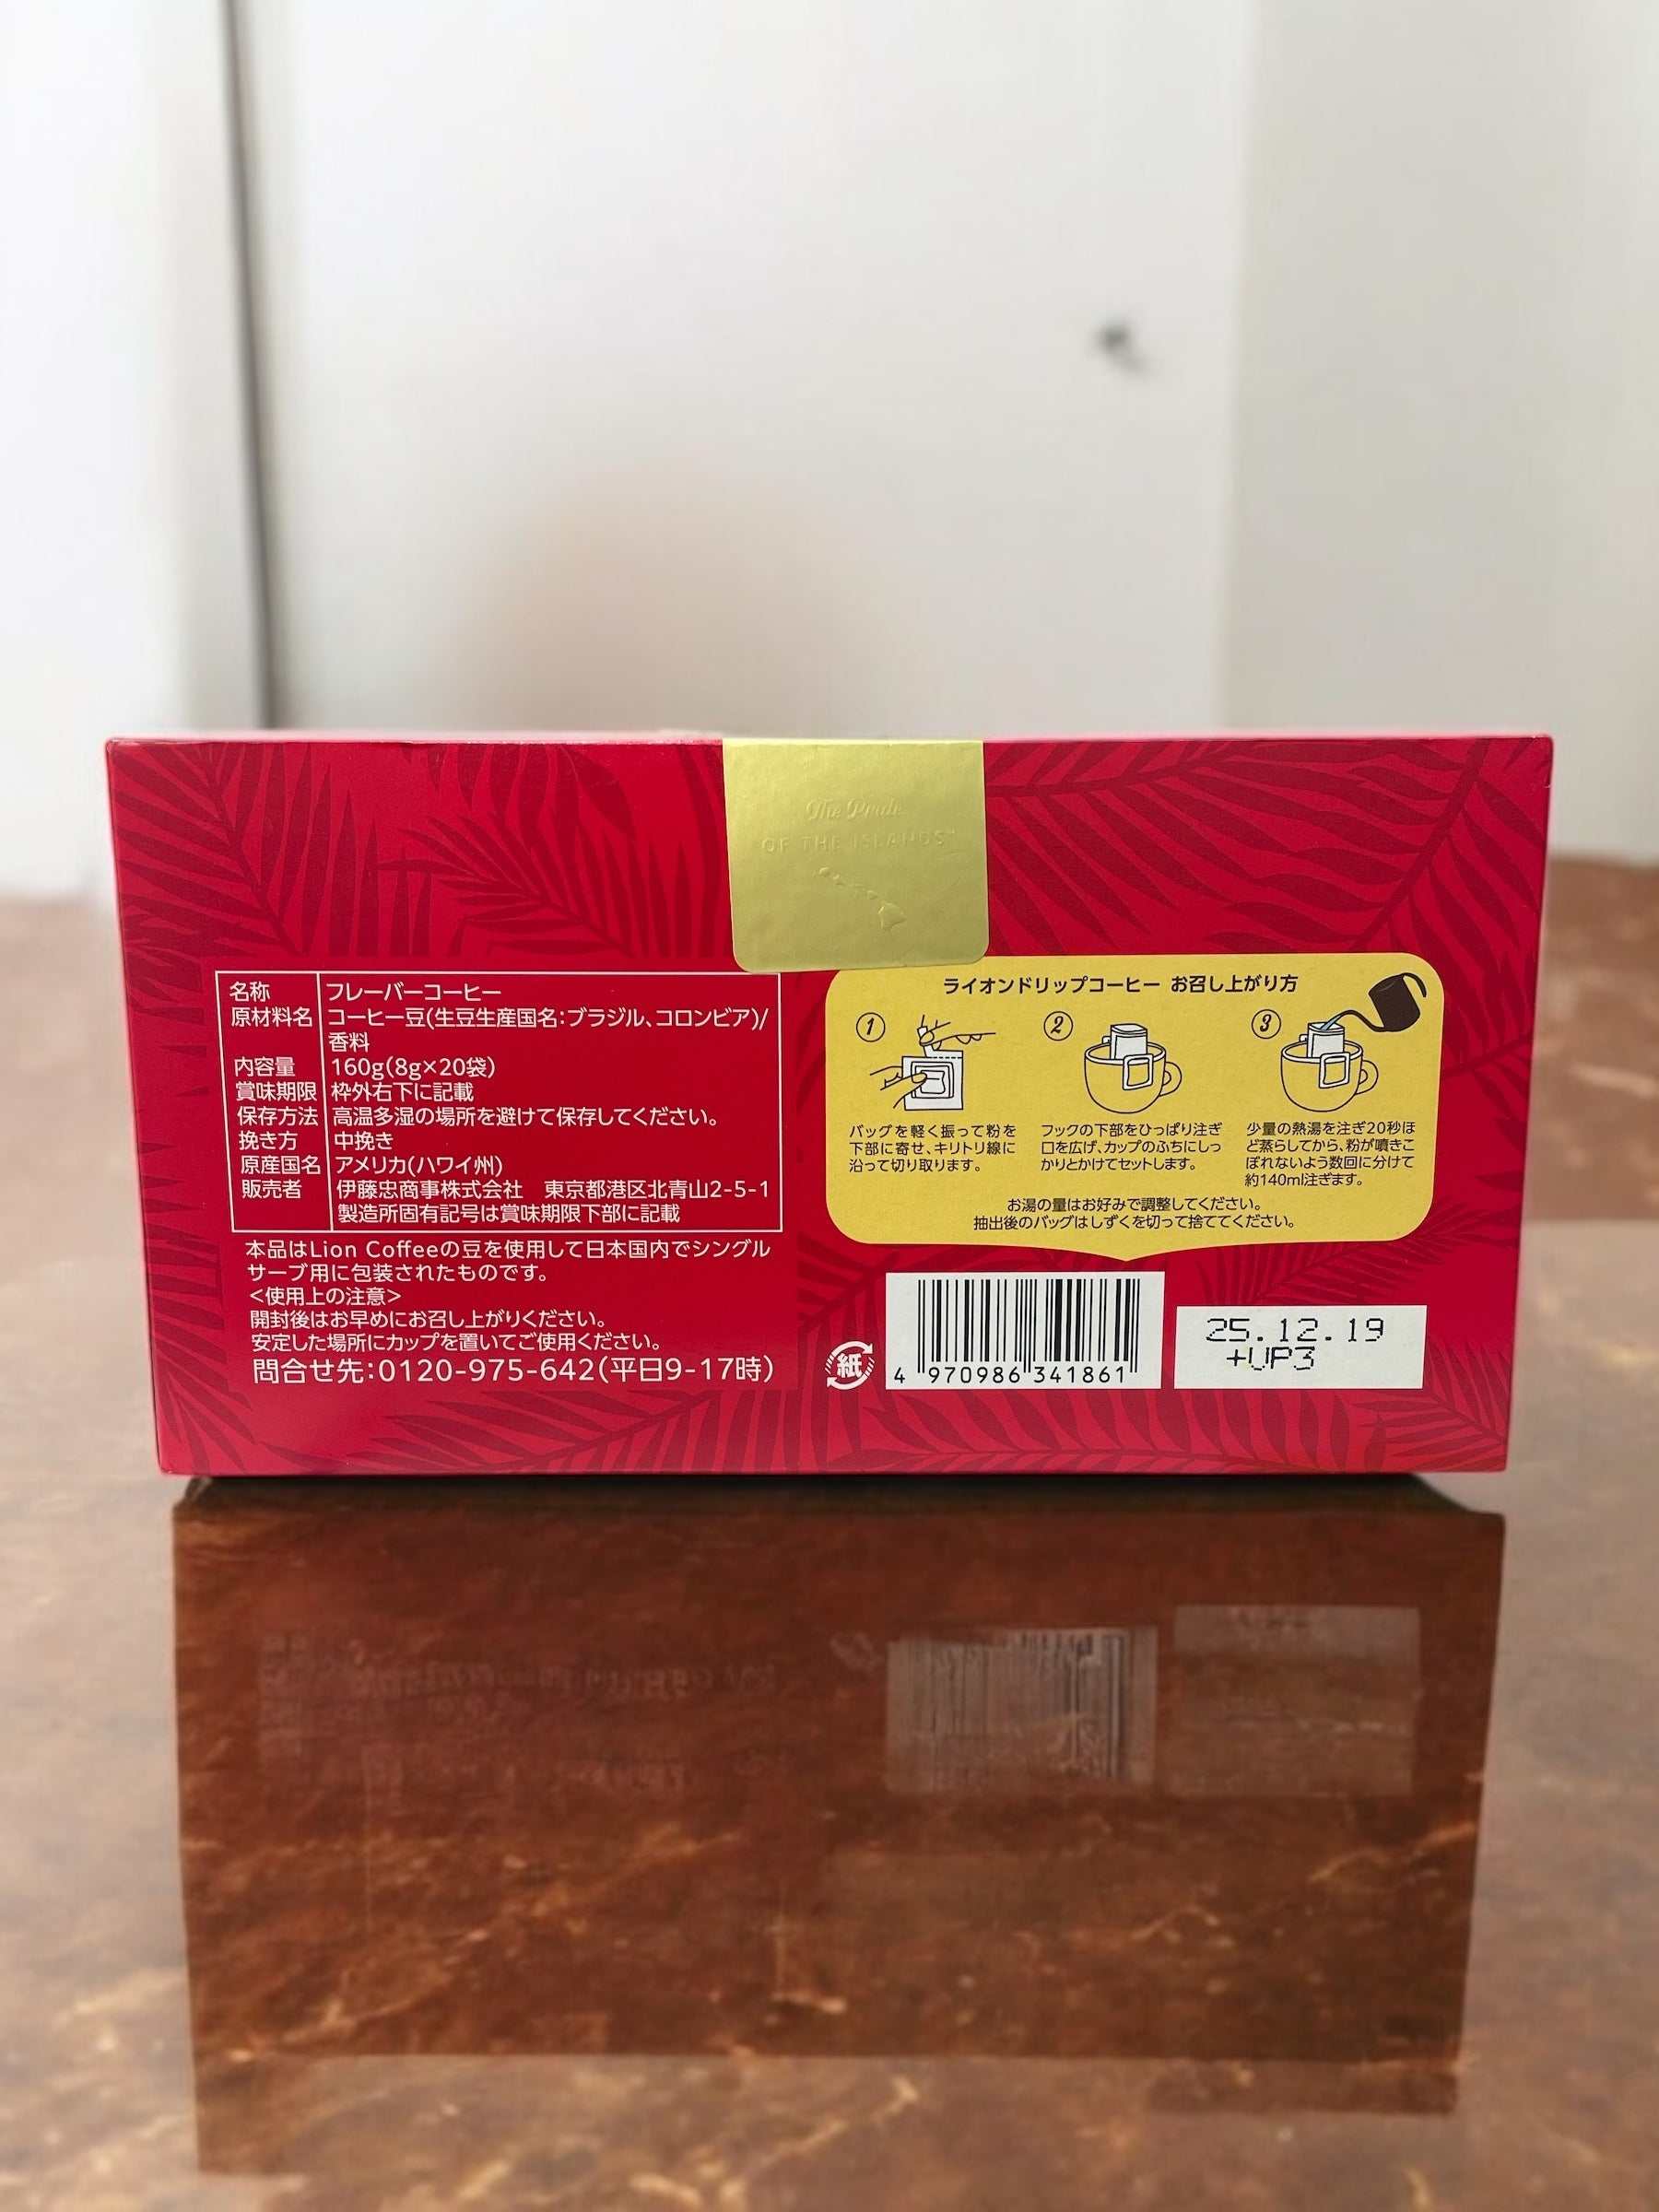 The Pride
OF THE ISLANDS™
名称 フレーバーコーヒー
原材料名 コーヒー豆(生豆生産国名:ブラジル、コロンビア)/
香料
内容量 160g(8g×20袋)
賞味期限 枠外右下に記載
保存方法 高温多湿の場所を避けて保存してください。
挽き方 中挽き
原産国名 アメリカ(ハワイ州)
販売者 伊藤忠商事株式会社 東京都港区北青山2-5-1
製造所固有記号は賞味期限下部に記載
本品はLion Coffeeの豆を使用して日本国内でシングル
サーブ用に包装されたものです。
<使用上の注意>
開封後はお早めにお召し上がりください。
安定した場所にカップを置いてご使用ください。
問合せ先:0120-975-642(平日9-17時)
ライオンドリップコーヒー お召し上がり方
1
バッグを軽く振って粉を
下部に寄せ、キリトリ線に
沿って切り取ります。
2
フックの下部をひっぱり注ぎ
口を広げ、カップのふちにしっ
かりとかけてセットします。
3
少量の熱湯を注ぎ20秒ほ
ど蒸らしてから、粉が噴きこ
ぼれないよう数回に分けて
約140ml注ぎます。
お湯の量はお好みで調整してください。
抽出後のバッグはしずくを切って捨ててください。
紙
4 970986 341861
25.12.19
+UP3